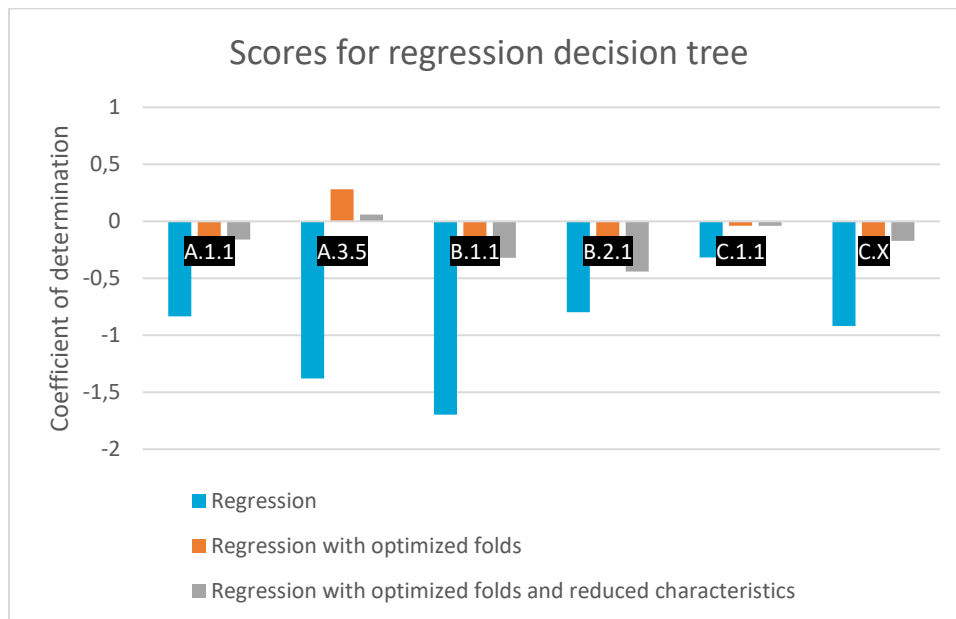 Scores for regression decision tree
Coefficient of determination
1
0,5
0
-0,5
-1
-1,5
-2
A.1.1 A.3.5 B.1.1 B.2.1 C.1.1 C.X
Regression
Regression with optimized folds
Regression with optimized folds and reduced characteristics